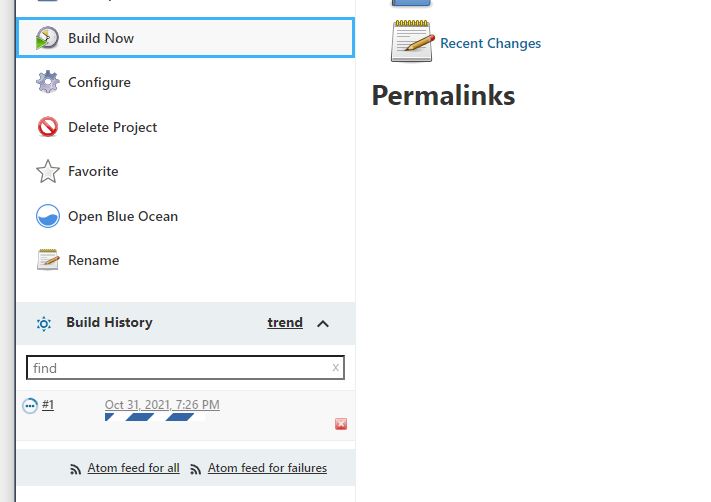 Build Now
Configure
Delete Project
Favorite
Open Blue Ocean
Rename
Build History trend
find x
#1 Oct 31, 2021, 7:26 PM
Atom feed for all Atom feed for failures
Recent Changes
Permalinks